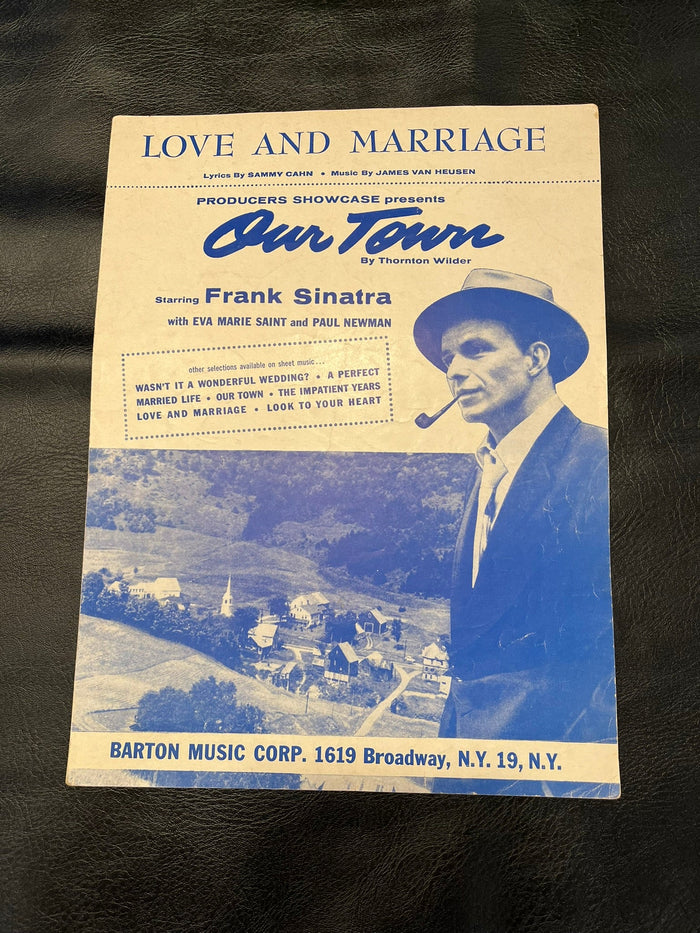 LOVE AND MARRIAGE
Lyrics By SAMMY CAHN • Music By JAMES VAN HEUSEN
PRODUCERS SHOWCASE presents
Our Town
By Thornton Wilder
Starring Frank Sinatra
with EVA MARIE SAINT and PAUL NEWMAN
other selections available on sheet music...
WASN'T IT A WONDERFUL WEDDING? • A PERFECT
MARRIED LIFE • OUR TOWN • THE IMPATIENT YEARS
LOVE AND MARRIAGE • LOOK TO YOUR HEART
BARTON MUSIC CORP. 1619 Broadway, N.Y. 19, N.Y.